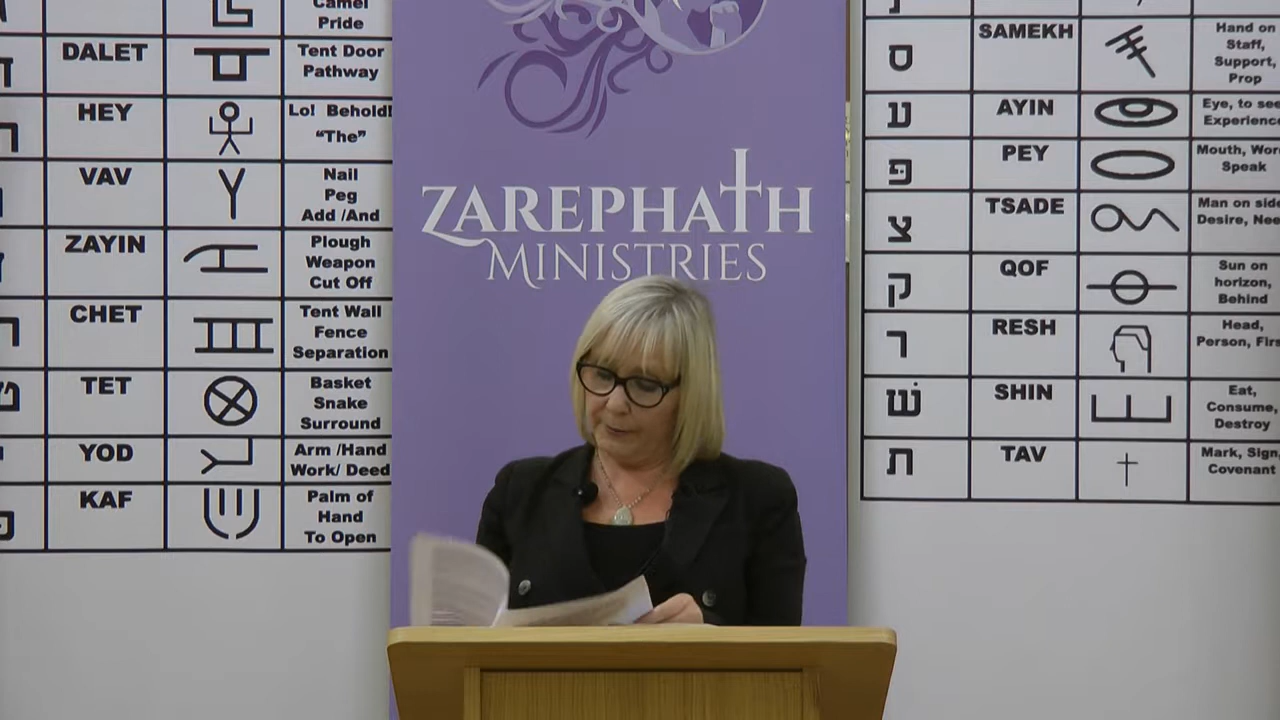 Camel
Pride
DALET
Tent Door
Pathway
HEY
Lo! Behold!
“The”
VAV
Nail
Peg
Add /And
ZAYIN
Plough
Weapon
Cut Off
CHET
Tent Wall
Fence
Separation
TET
Basket
Snake
Surround
YOD
Arm /Hand
Work/ Deed
KAF
Palm of
Hand
To Open
ZAREPHATH
MINISTRIES
ס
SAMEKH
Hand on
Staff,
Support,
Prop
ע
AYIN
Eye, to see
Experience
פ
PEY
Mouth, Wor
Speak
צ
TSADE
Man on side
Desire, Nee
ק
QOF
Sun on
horizon,
Behind
ר
RESH
Head,
Person, Firs
שׁ
SHIN
Eat,
Consume,
Destroy
ת
TAV
Mark, Sign,
Covenant